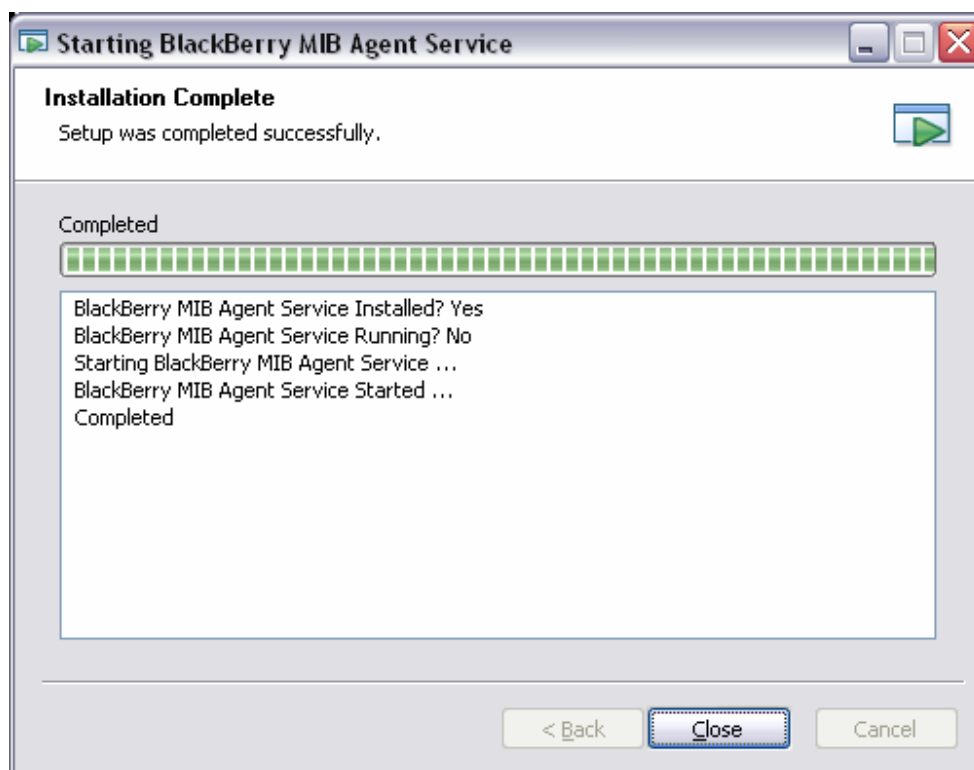 Starting BlackBerry MIB Agent Service
Installation Complete
Setup was completed successfully.
Completed
BlackBerry MIB Agent Service Installed? Yes
BlackBerry MIB Agent Service Running? No
Starting BlackBerry MIB Agent Service ...
BlackBerry MIB Agent Service Started ...
Completed
< Back Close Cancel